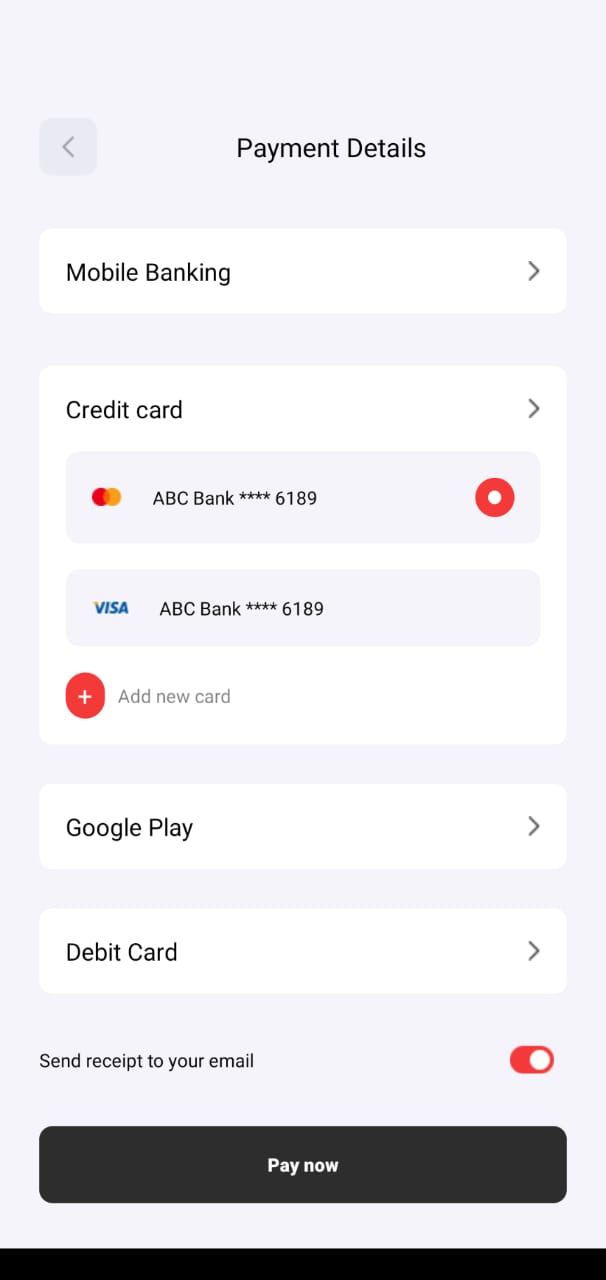 Payment Details
Mobile Banking
Credit card
ABC Bank **** 6189
VISA ABC Bank **** 6189
+ Add new card
Google Play
Debit Card
Send receipt to your email
Pay now